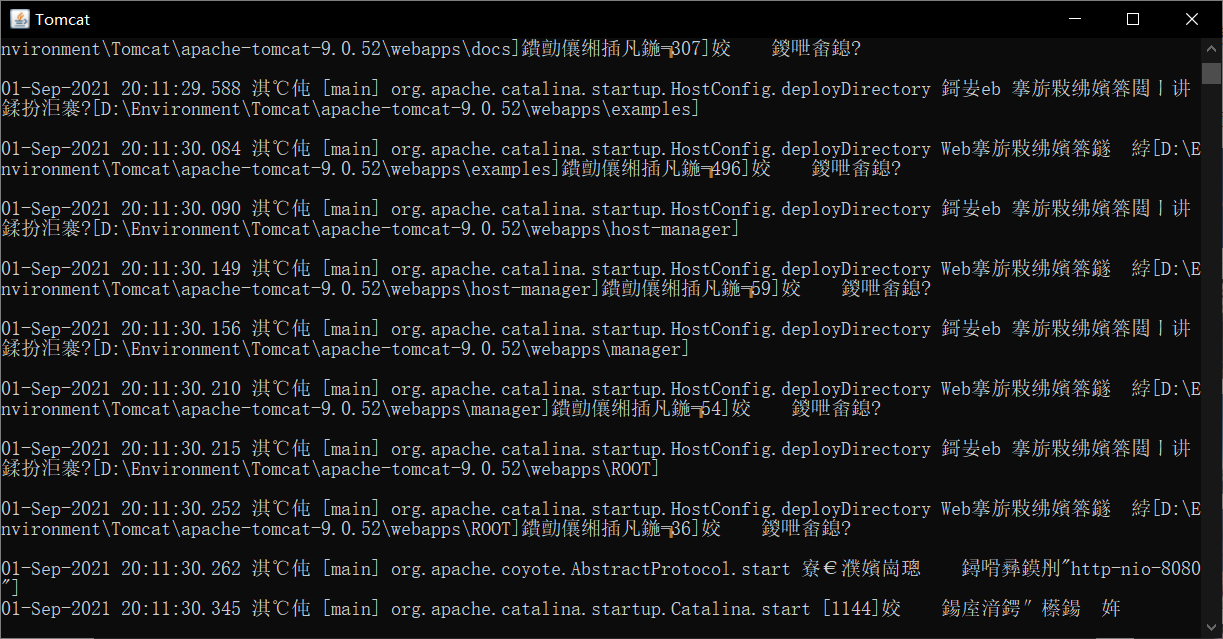 Tomcat
nvironment\Tomcat\apache-tomcat-9.0.52\webapps\docs]鐨勯儴缃插凡鍦╗307]姣    鍐呭畬鎴?
01-Sep-2021 20:11:29.588 淇℃伅 [main] org.apache.catalina.startup.HostConfig.deployDirectory 鎶妛eb 搴旂敤绋嬪簭閮ㄧ讲
鍒扮洰褰?[D:\Environment\Tomcat\apache-tomcat-9.0.52\webapps\examples]
01-Sep-2021 20:11:30.084 淇℃伅 [main] org.apache.catalina.startup.HostConfig.deployDirectory Web搴旂敤绋嬪簭鐩  綍[D:\E
nvironment\Tomcat\apache-tomcat-9.0.52\webapps\examples]鐨勯儴缃插凡鍦╗496]姣    鍐呭畬鎴?
01-Sep-2021 20:11:30.090 淇℃伅 [main] org.apache.catalina.startup.HostConfig.deployDirectory 鎶妛eb 搴旂敤绋嬪簭閮ㄧ讲
鍒扮洰褰?[D:\Environment\Tomcat\apache-tomcat-9.0.52\webapps\host-manager]
01-Sep-2021 20:11:30.149 淇℃伅 [main] org.apache.catalina.startup.HostConfig.deployDirectory Web搴旂敤绋嬪簭鐩  綍[D:\E
nvironment\Tomcat\apache-tomcat-9.0.52\webapps\host-manager]鐨勯儴缃插凡鍦╗59]姣    鍐呭畬鎴?
01-Sep-2021 20:11:30.156 淇℃伅 [main] org.apache.catalina.startup.HostConfig.deployDirectory 鎶妛eb 搴旂敤绋嬪簭閮ㄧ讲
鍒扮洰褰?[D:\Environment\Tomcat\apache-tomcat-9.0.52\webapps\manager]
01-Sep-2021 20:11:30.210 淇℃伅 [main] org.apache.catalina.startup.HostConfig.deployDirectory Web搴旂敤绋嬪簭鐩  綍[D:\E
nvironment\Tomcat\apache-tomcat-9.0.52\webapps\manager]鐨勯儴缃插凡鍦╗54]姣    鍐呭畬鎴?
01-Sep-2021 20:11:30.215 淇℃伅 [main] org.apache.catalina.startup.HostConfig.deployDirectory 鎶妛eb 搴旂敤绋嬪簭閮ㄧ讲
鍒扮洰褰?[D:\Environment\Tomcat\apache-tomcat-9.0.52\webapps\ROOT]
01-Sep-2021 20:11:30.252 淇℃伅 [main] org.apache.catalina.startup.HostConfig.deployDirectory Web搴旂敤绋嬪簭鐩  綍[D:\E
nvironment\Tomcat\apache-tomcat-9.0.52\webapps\ROOT]鐨勯儴缃插凡鍦╗36]姣    鍐呭畬鎴?
01-Sep-2021 20:11:30.262 淇℃伅 [main] org.apache.coyote.AbstractProtocol.start 寮€濮嬪崗璁    鐞嗗彞鏌刐"http-nio-8080
"]
01-Sep-2021 20:11:30.345 淇℃伅 [main] org.apache.catalina.startup.Catalina.start [1144]姣